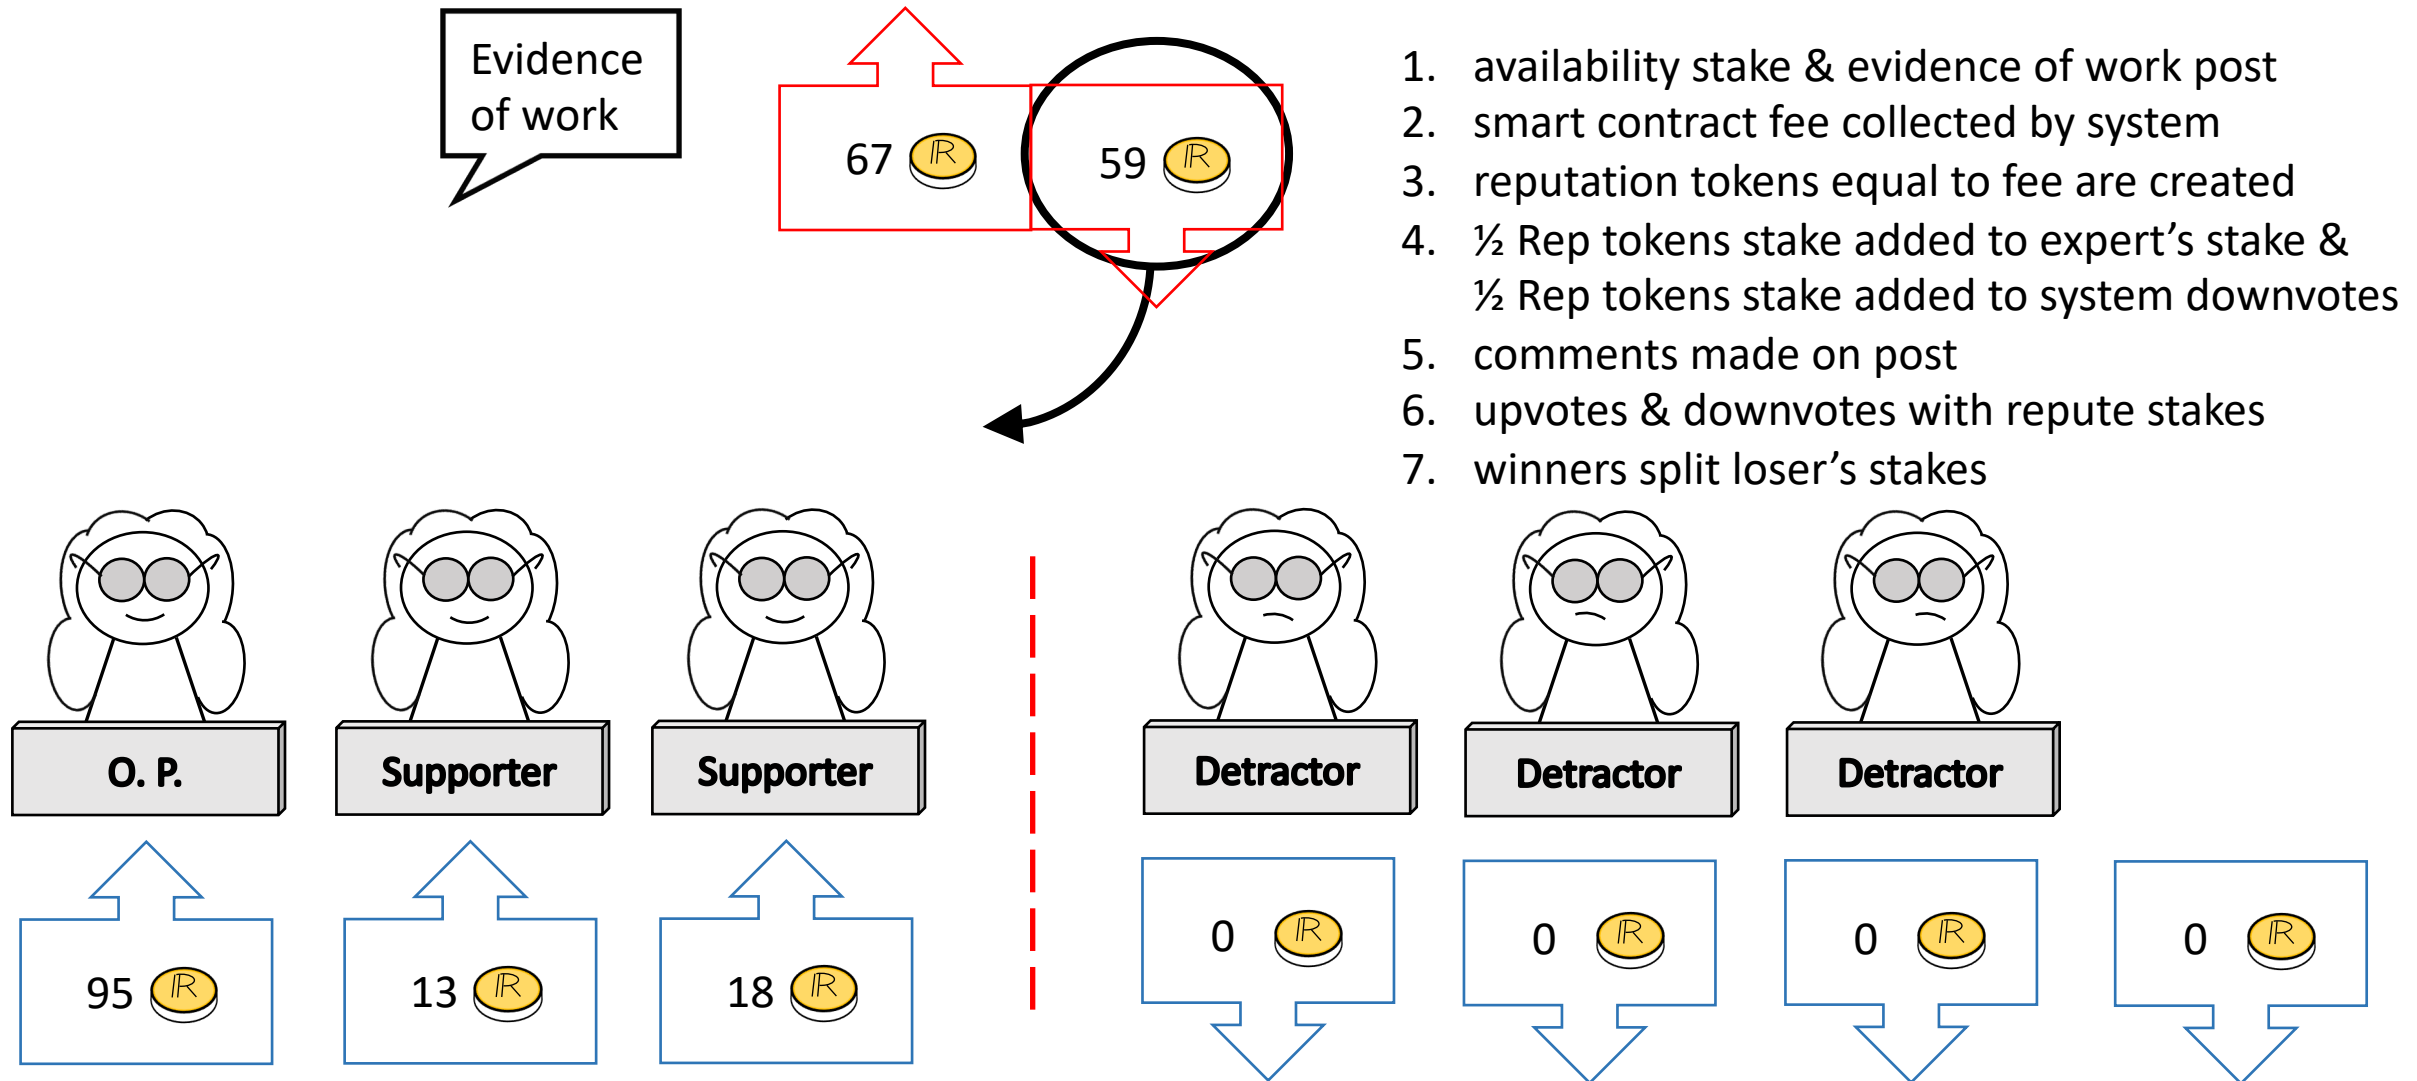 Evidence
of work
67 R
59 R
1. availability stake & evidence of work post
2. smart contract fee collected by system
3. reputation tokens equal to fee are created
4. ½ Rep tokens stake added to expert’s stake &
½ Rep tokens stake added to system downvotes
5. comments made on post
6. upvotes & downvotes with repute stakes
7. winners split loser’s stakes
O. P.
Supporter
Supporter
Detractor
Detractor
Detractor
95 R
13 R
18 R
0 R
0 R
0 R
0 R